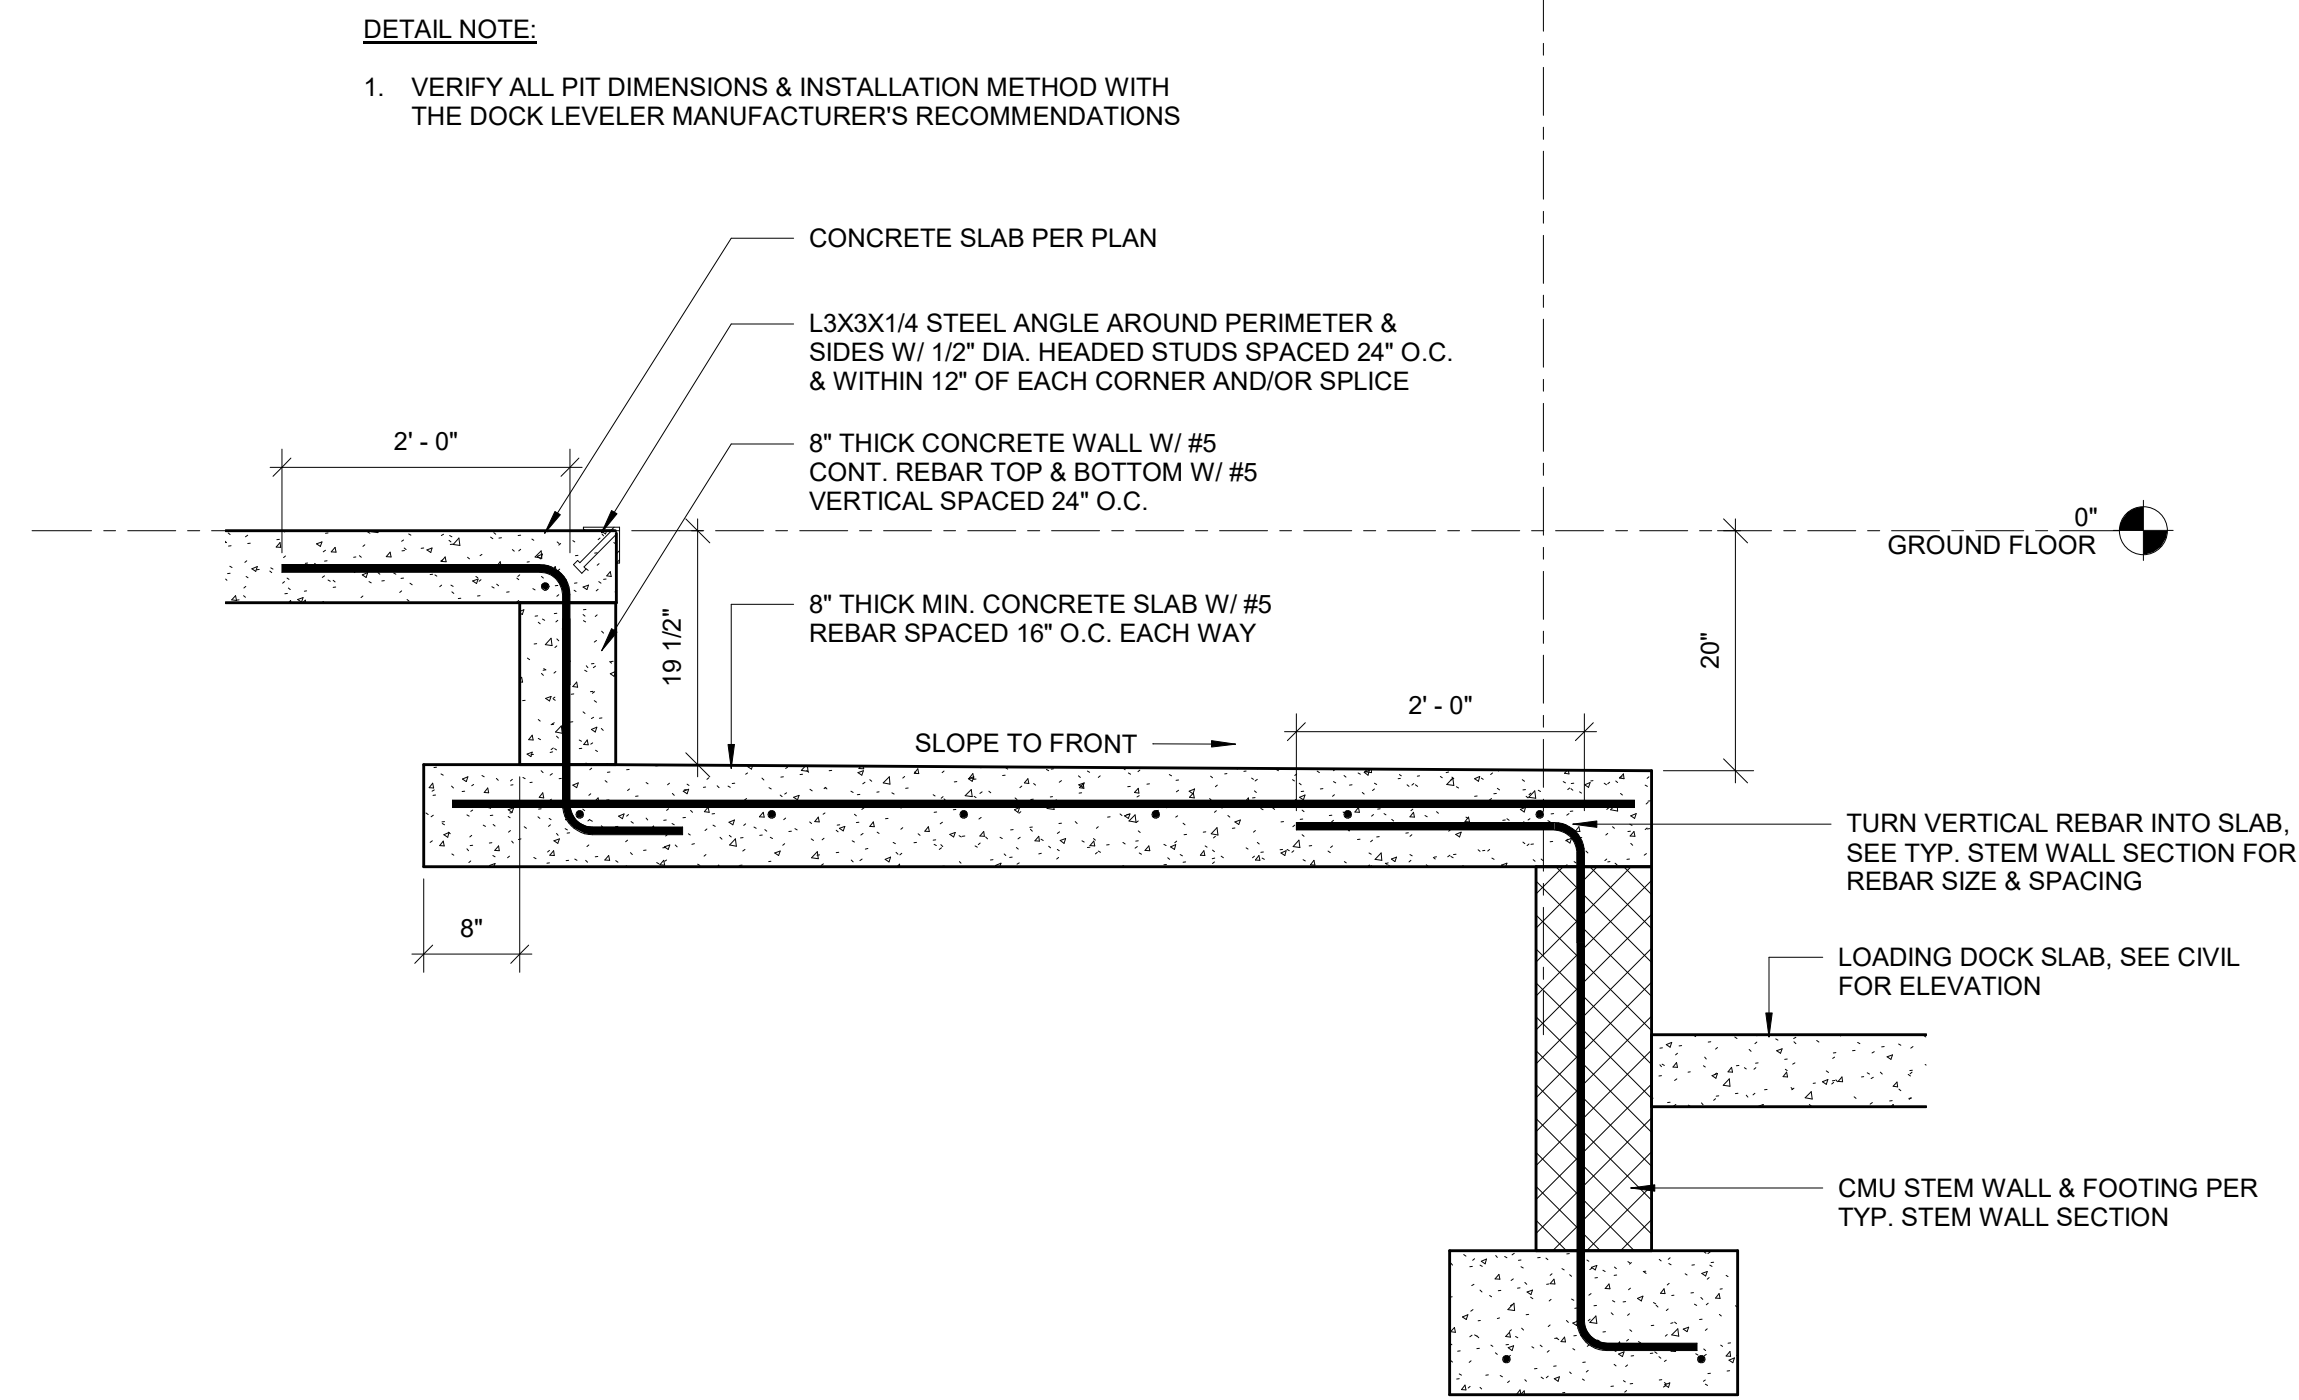 DETAIL NOTE:
1. VERIFY ALL PIT DIMENSIONS & INSTALLATION METHOD WITH
THE DOCK LEVELER MANUFACTURER'S RECOMMENDATIONS
CONCRETE SLAB PER PLAN
L3X3X1/4 STEEL ANGLE AROUND PERIMETER &
SIDES W/ 1/2" DIA. HEADED STUDS SPACED 24" O.C.
& WITHIN 12" OF EACH CORNER AND/OR SPLICE
2' - 0"
8" THICK CONCRETE WALL W/ #5
CONT. REBAR TOP & BOTTOM W/ #5
VERTICAL SPACED 24" O.C.
0"
GROUND FLOOR
19 1/2"
8" THICK MIN. CONCRETE SLAB W/ #5
REBAR SPACED 16" O.C. EACH WAY
20"
2' - 0"
SLOPE TO FRONT
TURN VERTICAL REBAR INTO SLAB,
SEE TYP. STEM WALL SECTION FOR
REBAR SIZE & SPACING
8"
LOADING DOCK SLAB, SEE CIVIL
FOR ELEVATION
CMU STEM WALL & FOOTING PER
TYP. STEM WALL SECTION